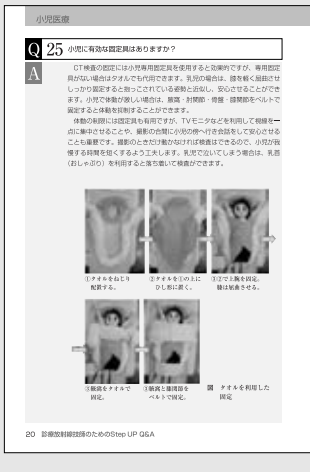 小児医療
Q 25 小児に有効な固定具はありますか？
A CT検査の固定には小児専用固定具を使用すると効果的ですが、専用固定
具がない場合はタオルでも代用できます。乳児の場合は、膝を軽く屈曲させ
しっかり固定すると抱っこされている姿勢と近似し、安心させることができ
ます。小児で体動が激しい場合は、腋窩・肘関節・骨盤・膝関節をベルトで
固定すると体動を抑制することができます。
体動の制限には固定具も有用ですが、TVモニタなどを利用して視線を一
点に集中させることや、撮影の合間に小児の傍へ行き会話をして安心させる
ことも重要です。撮影のときだけ動かなければ検査はできるので、小児が我
慢する時間を短くするよう工夫します。乳児で泣いてしまう場合は、乳首
（おしゃぶり）を利用すると落ち着いて検査ができます。
①タオルをねじり
配置する。
②タオルを①の上に
ひし形に置く。
③②で上腕を固定。
膝は屈曲させる。
をタオルで
固定。
と膝関節を
ベルトで固定。
図 タオルを利用した
固定
20 診療放射線技師のためのStep UP Q&A